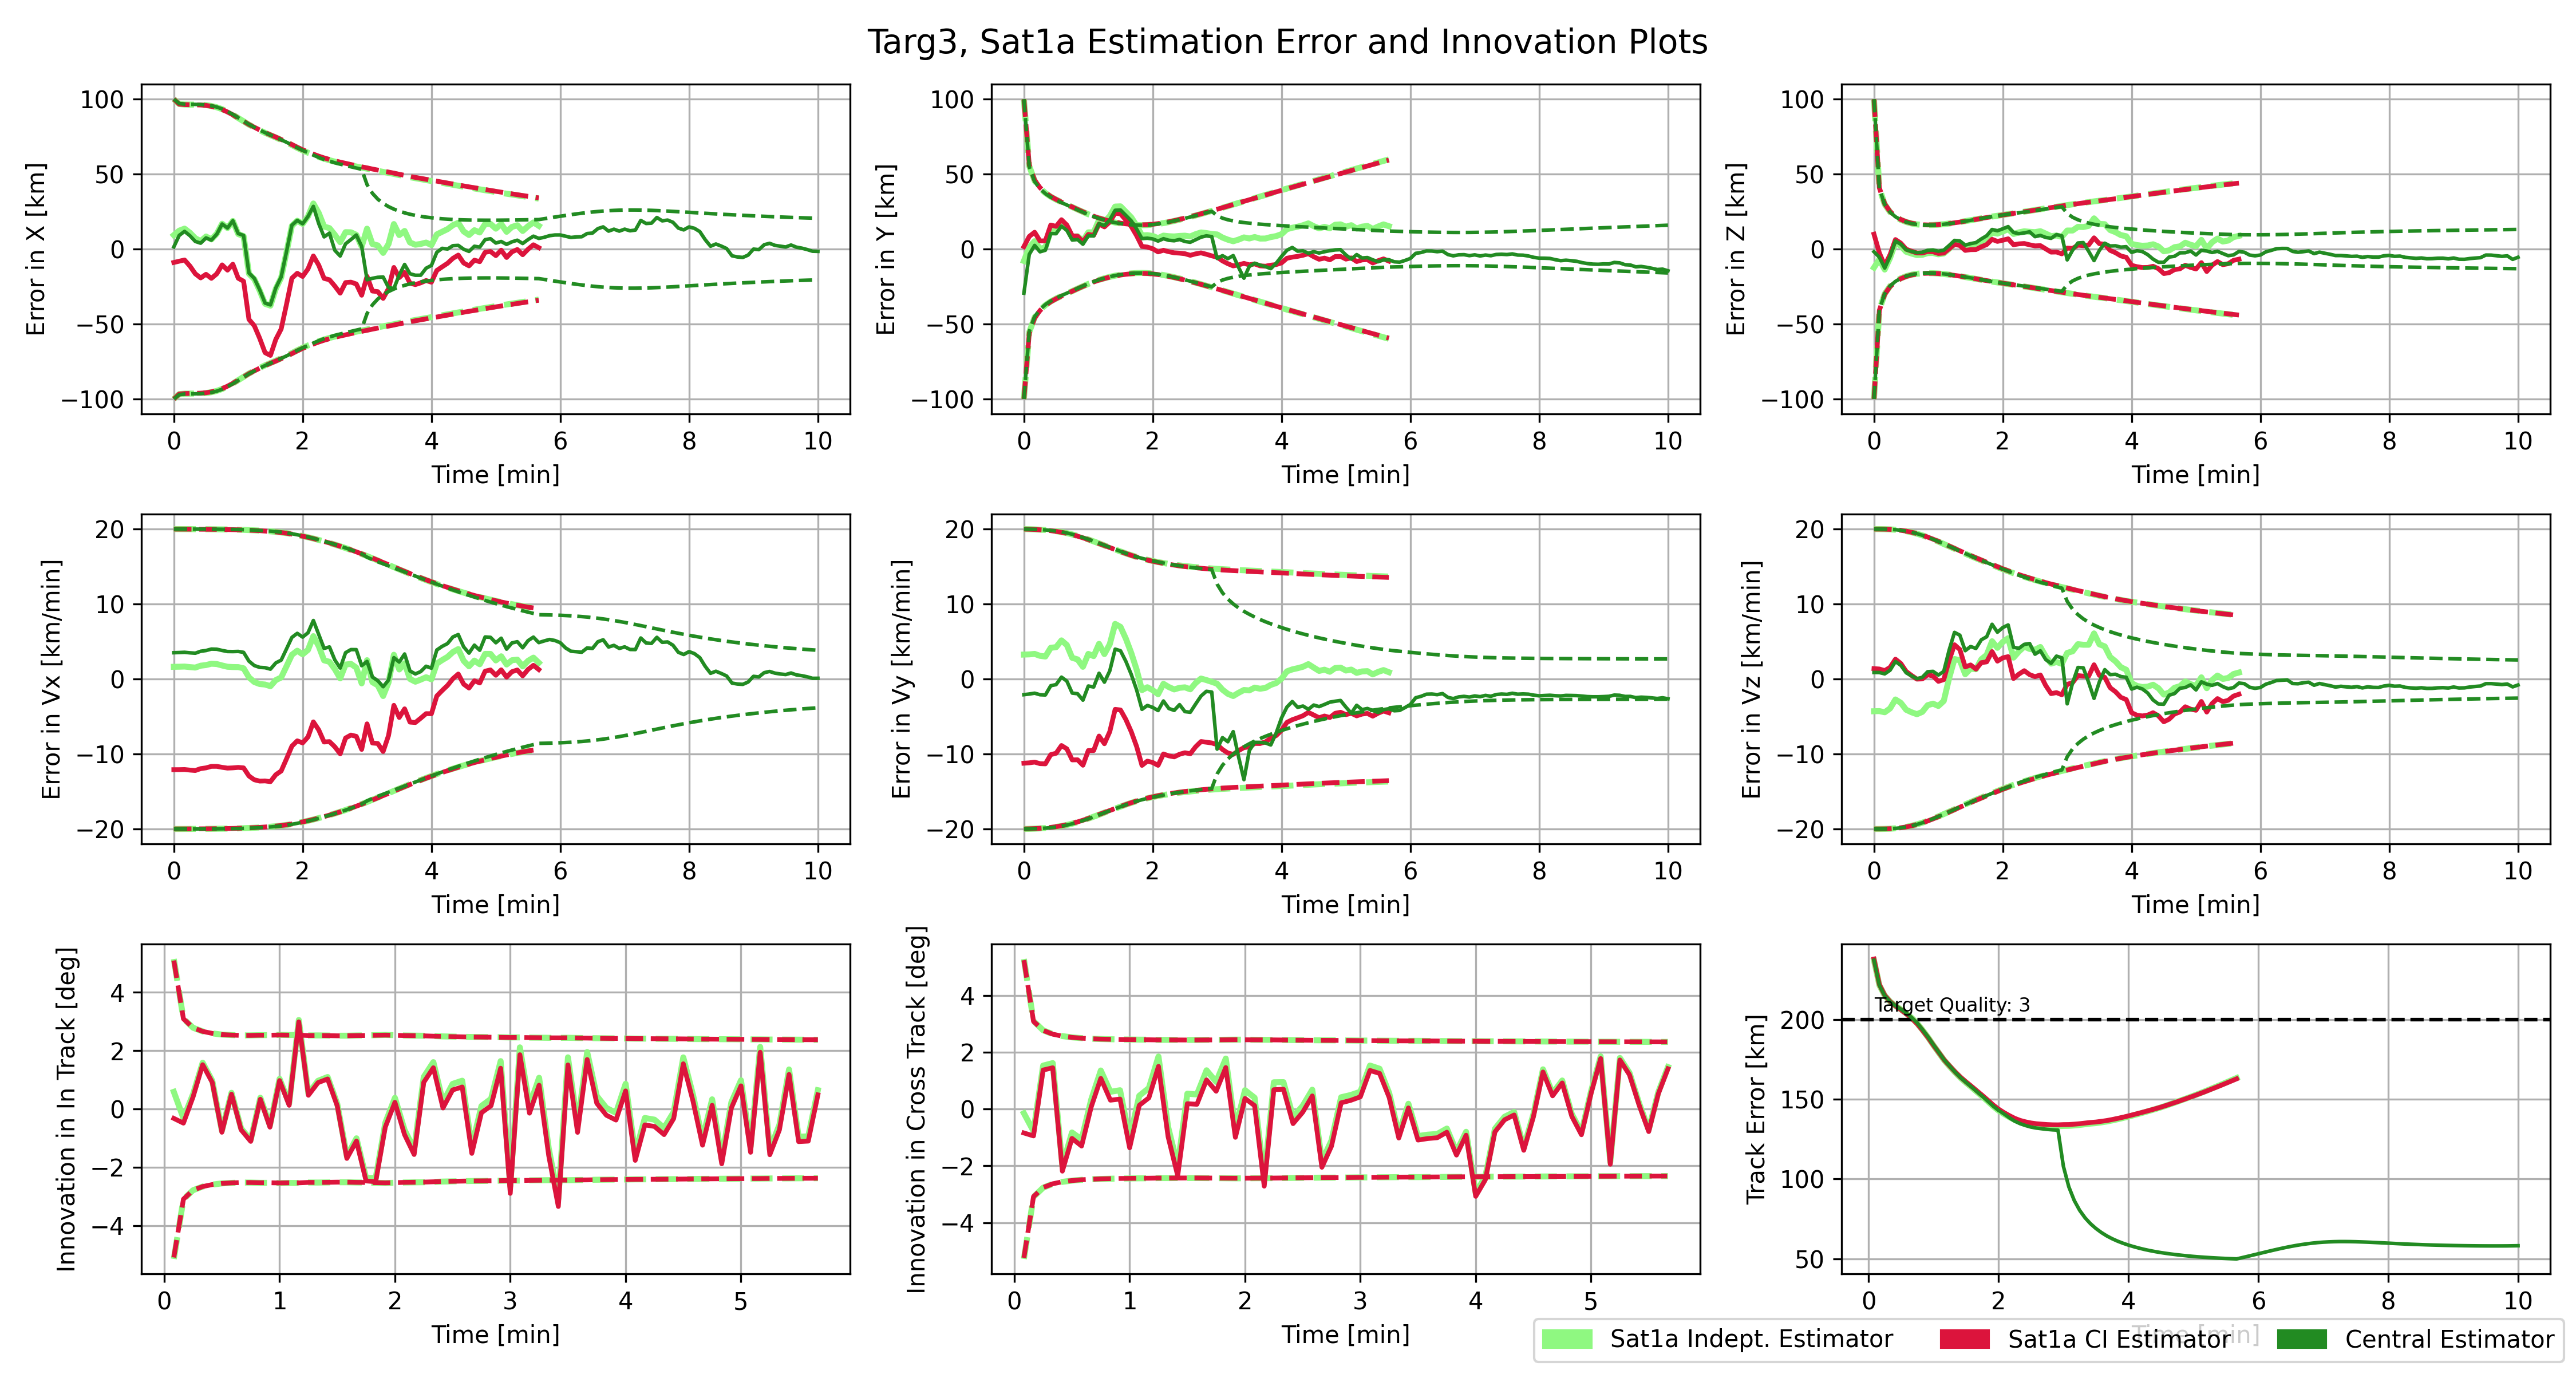 Targ3, Sat1a Estimation Error and Innovation Plots
Error in X [km]
100
50
0
−50
−100
0 2 4 6 8 10
Time [min]
Error in Y [km]
100
50
0
−50
−100
0 2 4 6 8 10
Time [min]
Error in Z [km]
100
50
0
−50
−100
0 2 4 6 8 10
Time [min]
Error in Vx [km/min]
20
10
0
−10
−20
0 2 4 6 8 10
Time [min]
Error in Vy [km/min]
20
10
0
−10
−20
0 2 4 6 8 10
Time [min]
Error in Vz [km/min]
20
10
0
−10
−20
0 2 4 6 8 10
Time [min]
Innovation in In Track [deg]
4
2
0
−2
−4
0 1 2 3 4 5
Time [min]
Innovation in Cross Track [deg]
4
2
0
−2
−4
0 1 2 3 4 5
Time [min]
Track Error [km]
200
150
100
50
Target Quality: 3
0 2 4 6 8 10
Time [min]
Sat1a Indept. Estimator Sat1a CI Estimator Central Estimator